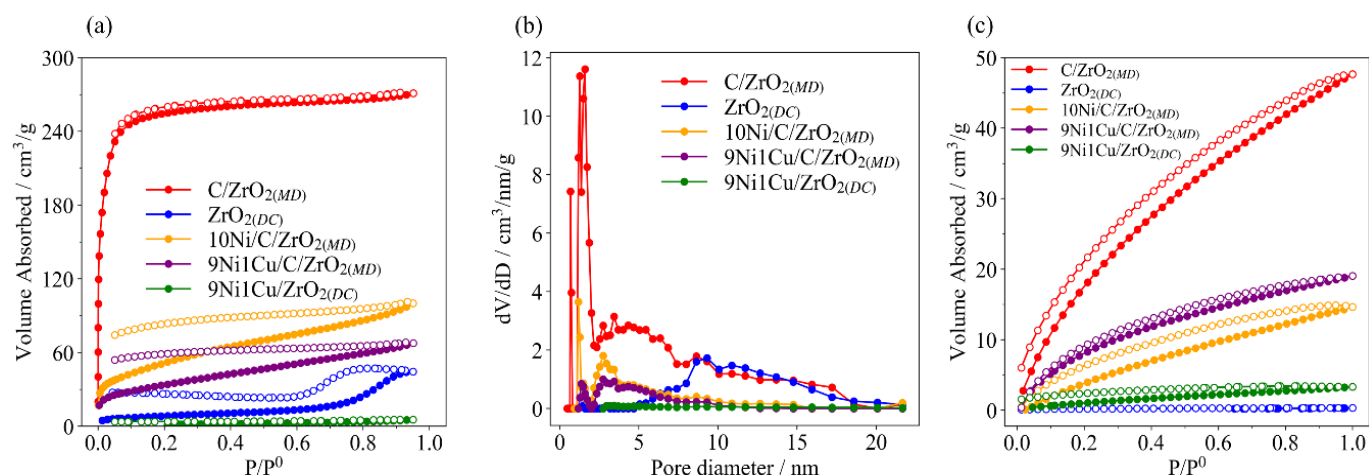 (a)
Volume Absorbed / cm³/g
300
240
180
120
60
0
C/ZrO₂(MD)
ZrO₂(DC)
10Ni/C/ZrO₂(MD)
9Ni1Cu/C/ZrO₂(MD)
9Ni1Cu/ZrO₂(DC)
0.0 0.2 0.4 0.6 0.8 1.0
P/P⁰
(b)
dV/dD / cm³/nm/g
12
10
8
6
4
2
0
C/ZrO₂(MD)
ZrO₂(DC)
10Ni/C/ZrO₂(MD)
9Ni1Cu/C/ZrO₂(MD)
9Ni1Cu/ZrO₂(DC)
0 5 10 15 20
Pore diameter / nm
(c)
Volume Absorbed / cm³/g
50
40
30
20
10
0
C/ZrO₂(MD)
ZrO₂(DC)
10Ni/C/ZrO₂(MD)
9Ni1Cu/C/ZrO₂(MD)
9Ni1Cu/ZrO₂(DC)
0.0 0.2 0.4 0.6 0.8 1.0
P/P⁰